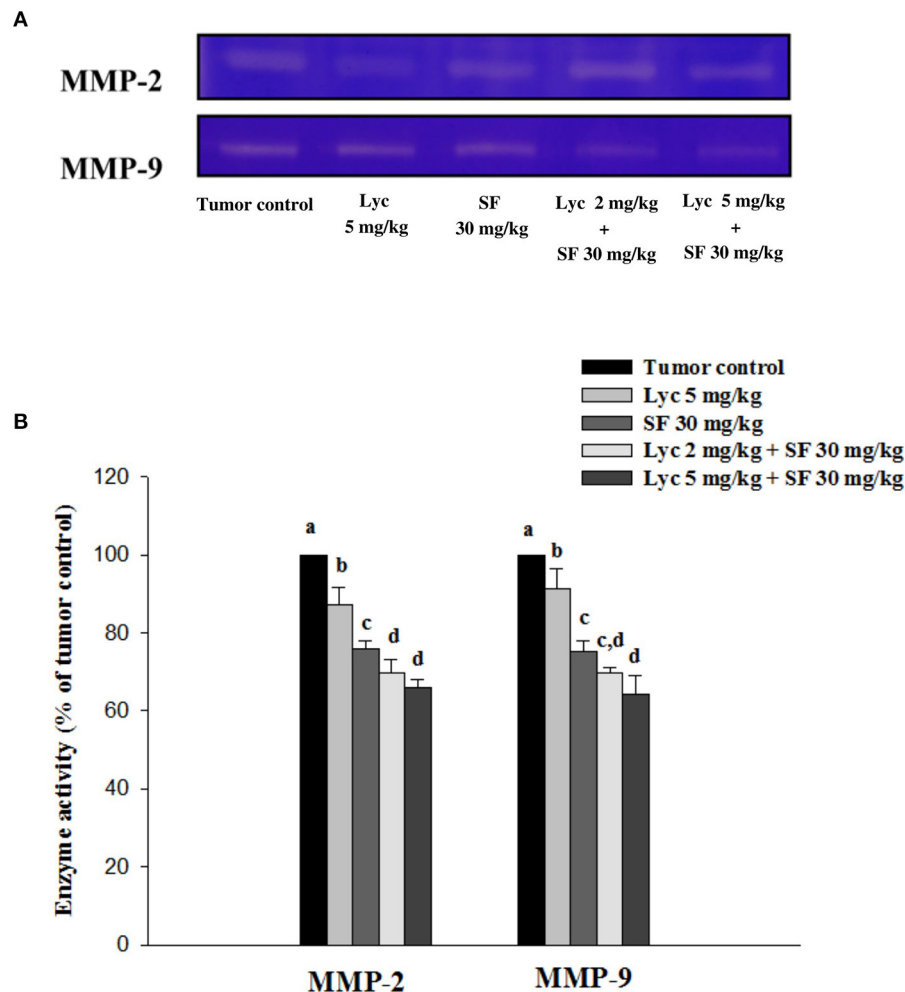 A
MMP-2
MMP-9
Tumor control
Lyc
5 mg/kg
SF
30 mg/kg
Lyc 2 mg/kg
+
SF 30 mg/kg
Lyc 5 mg/kg
+
SF 30 mg/kg
B
Tumor control
Lyc 5 mg/kg
SF 30 mg/kg
Lyc 2 mg/kg + SF 30 mg/kg
Lyc 5 mg/kg + SF 30 mg/kg
Enzyme activity (% of tumor control)
120
100
80
60
40
20
0
a
b
c
d
d
a
b
c
c,d
d
MMP-2
MMP-9